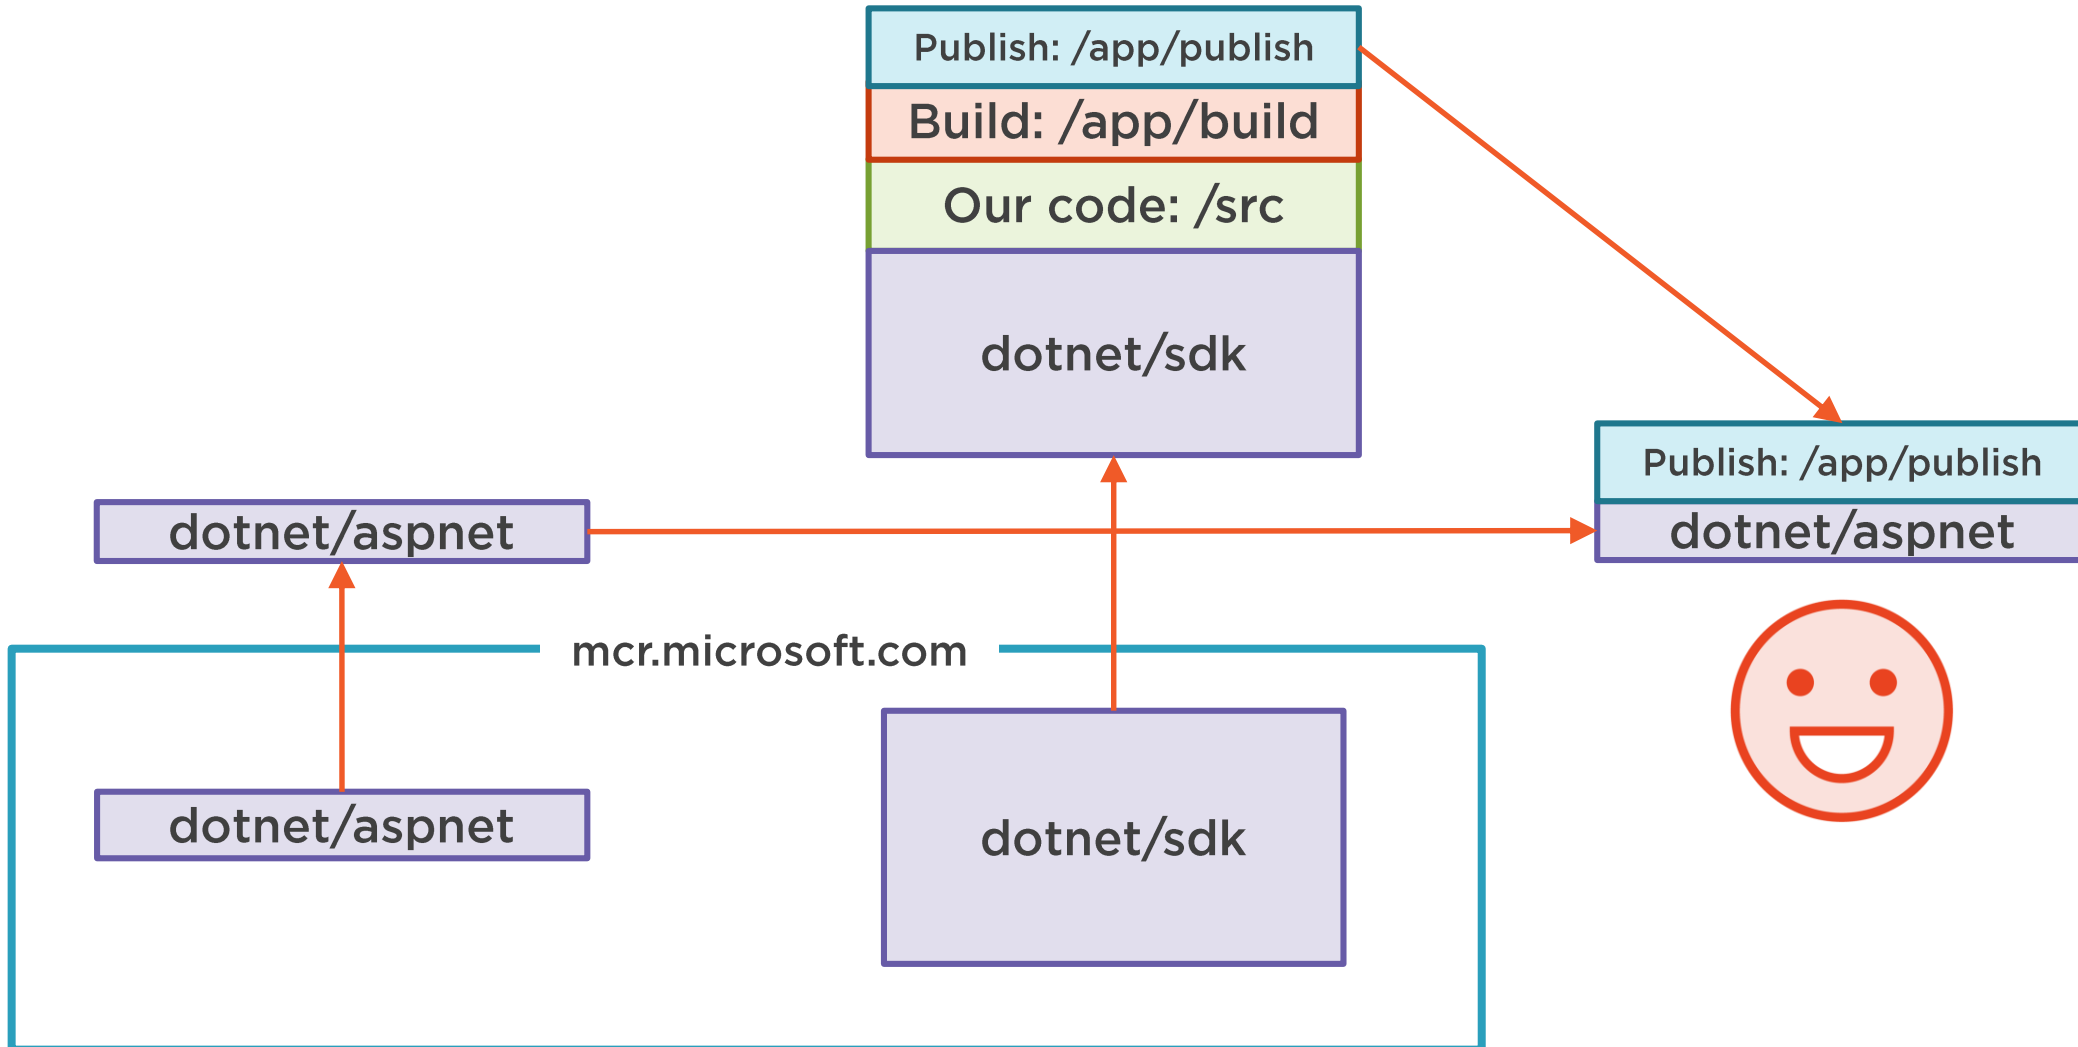 Publish: /app/publish
Build: /app/build
Our code: /src
dotnet/sdk
Publish: /app/publish
dotnet/aspnet
dotnet/aspnet
mcr.microsoft.com
dotnet/aspnet
dotnet/sdk